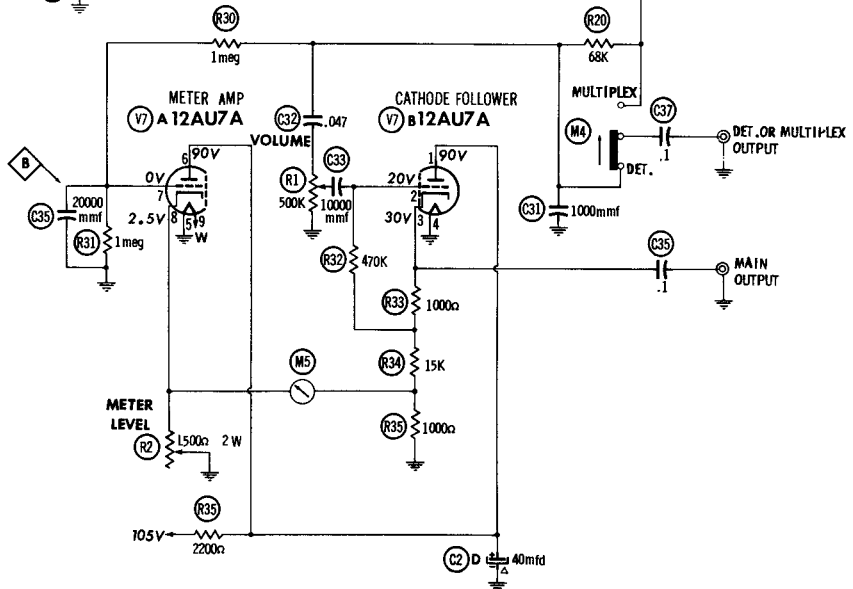 R30
1meg
R20
68K
METER AMP
V7 A 12AU7A
CATHODE FOLLOWER
V7 B 12AU7A
MULTIPLEX
C37
.1
DET. OR MULTIPLEX
OUTPUT
M4
DET.
C32 .047
VOLUME
R1
500K
C33
10000
mmf
B
6 90V
0V
7
2.5V
8
5 9
W
1 90V
20V
2
30V
3 4
C35
20000
mmf
R31 1meg
C31 1000mmf
R32 470K
C35
.1
MAIN
OUTPUT
R33
1000Ω
M5
R34 15K
METER
LEVEL
R2 1,500Ω 2 W
R35 1000Ω
R35
105V
2200Ω
C2 D 40mfd